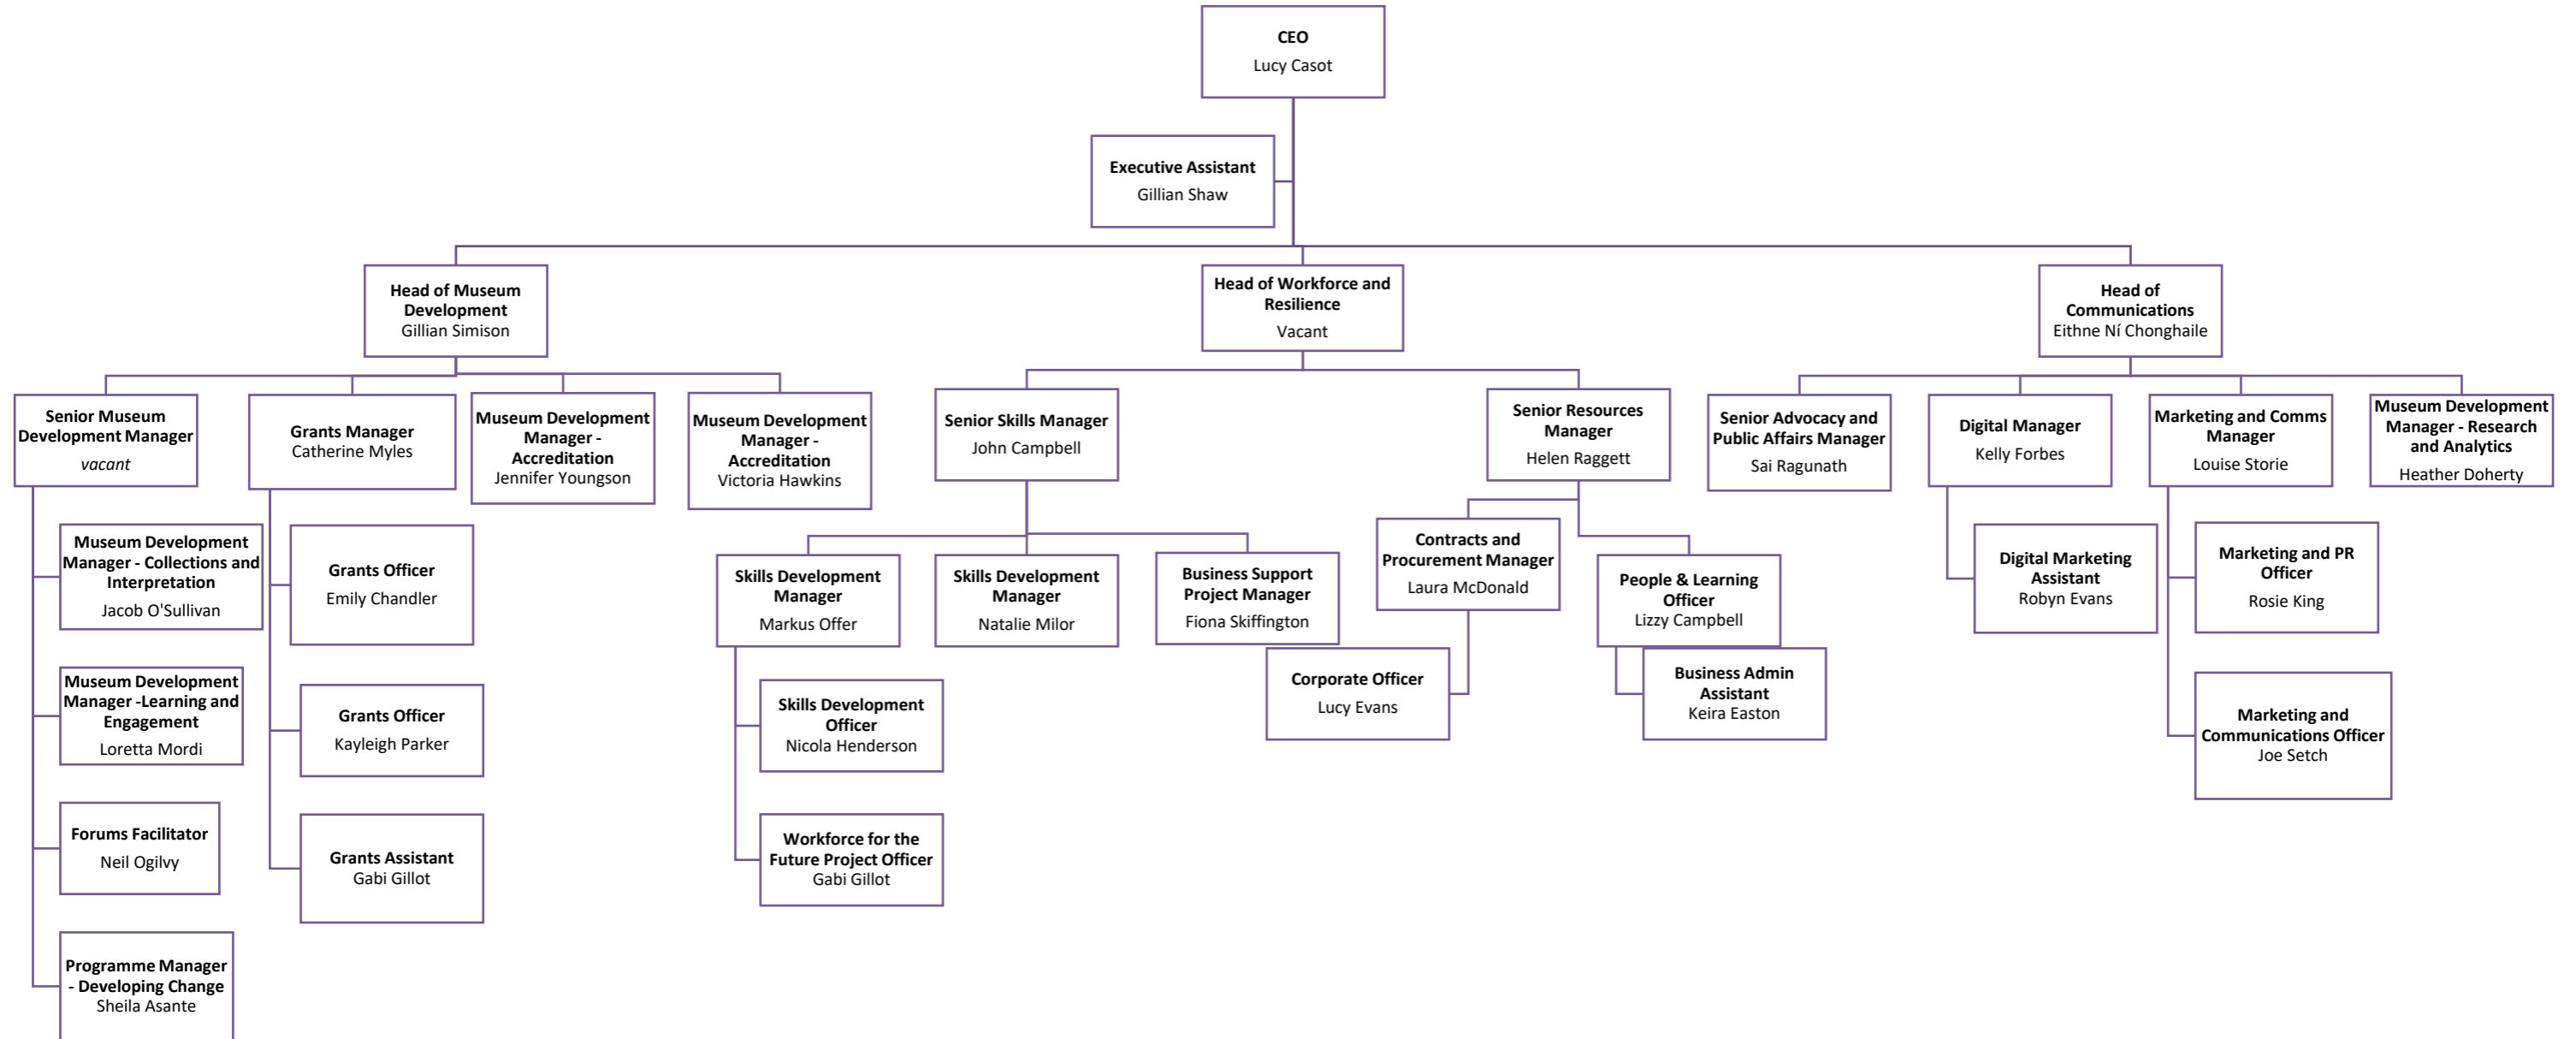 CEO
Lucy Casot
Executive Assistant
Gillian Shaw
Head of Museum
Development
Gillian Simison
Head of Workforce and
Resilience
Vacant
Head of
Communications
Eithne Ní Chonghaile
Senior Museum
Development Manager
vacant
Grants Manager
Catherine Myles
Museum Development
Manager -
Accreditation
Jennifer Youngson
Museum Development
Manager -
Accreditation
Victoria Hawkins
Senior Skills Manager
John Campbell
Senior Resources
Manager
Helen Raggett
Senior Advocacy and
Public Affairs Manager
Sai Ragunath
Digital Manager
Kelly Forbes
Marketing and Comms
Manager
Louise Storie
Museum Development
Manager - Research
and Analytics
Heather Doherty
Museum Development
Manager - Collections and
Interpretation
Jacob O'Sullivan
Grants Officer
Emily Chandler
Skills Development
Manager
Markus Offer
Skills Development
Manager
Natalie Milor
Business Support
Project Manager
Fiona Skiffington
Contracts and
Procurement Manager
Laura McDonald
People & Learning
Officer
Lizzy Campbell
Digital Marketing
Assistant
Robyn Evans
Marketing and PR
Officer
Rosie King
Museum Development
Manager -Learning and
Engagement
Loretta Mordi
Grants Officer
Kayleigh Parker
Skills Development
Officer
Nicola Henderson
Corporate Officer
Lucy Evans
Business Admin
Assistant
Keira Easton
Marketing and
Communications Officer
Joe Setch
Forums Facilitator
Neil Ogilvy
Grants Assistant
Gabi Gillot
Workforce for the
Future Project Officer
Gabi Gillot
Programme Manager
- Developing Change
Sheila Asante